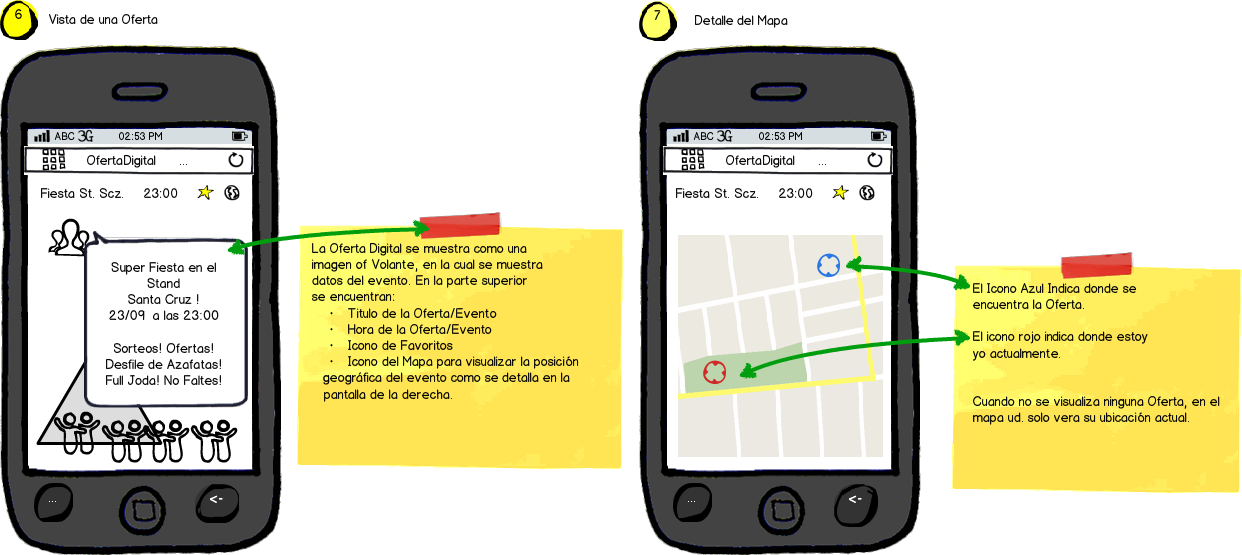 6
Vista de una Oferta
ABC 3G 02:53 PM
OfertaDigital ...
Fiesta St. Scz. 23:00
Super Fiesta en el
Stand
Santa Cruz !
23/09 a las 23:00
Sorteos! Ofertas!
Desfile de Azafatas!
Full Joda! No Faltes!
... <-
La Oferta Digital se muestra como una
imagen of Volante, en la cual se muestra
datos del evento. En la parte superior
se encuentran:
· Titulo de la Oferta/Evento
· Hora de la Oferta/Evento
· Icono de Favoritos
· Icono del Mapa para visualizar la posición
geográfica del evento como se detalla en la
pantalla de la derecha.
7
Detalle del Mapa
ABC 3G 02:53 PM
OfertaDigital ...
Fiesta St. Scz. 23:00
... <-
El Icono Azul Indica donde se
encuentra la Oferta.
El icono rojo indica donde estoy
yo actualmente.
Cuando no se visualiza ninguna Oferta, en el
mapa ud. solo vera su ubicación actual.